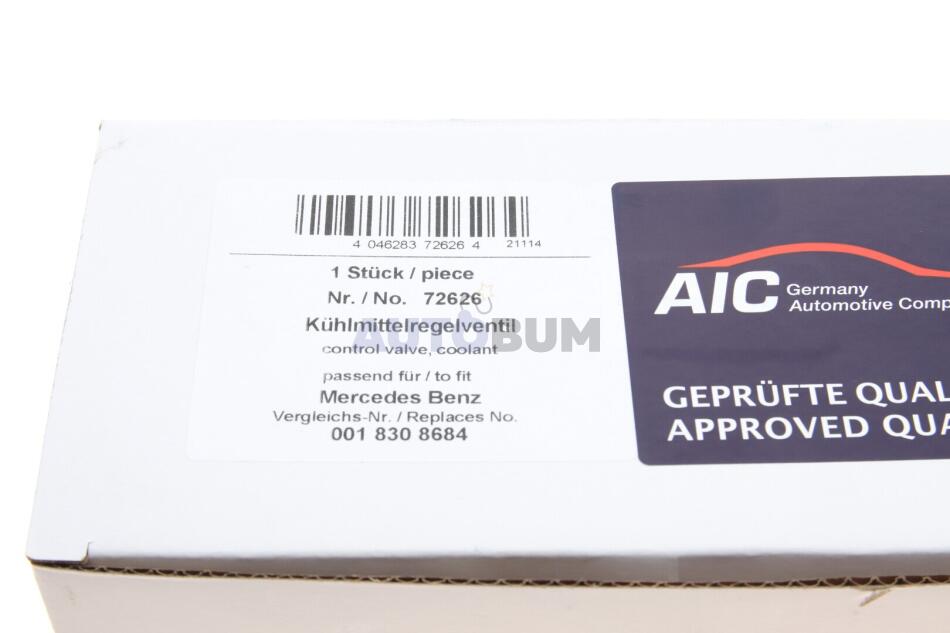 4 046283 72626 4 21114
1 Stück / piece
Nr. / No. 72626
Kühlmittelregelventil
AUTOBUM
control valve, coolant
passend für / to fit
Mercedes Benz
Vergleichs-Nr. / Replaces No.
001 830 8684
AIC Germany
Automotive Comp
GEPRÜFTE QUAL
APPROVED QUA